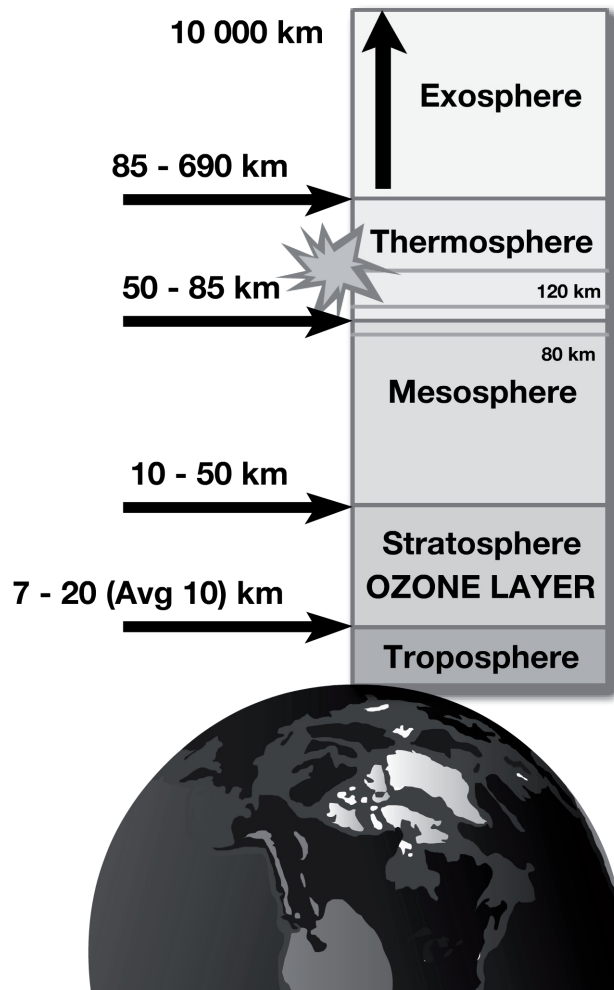 10 000 km
Exosphere
85 - 690 km
Thermosphere
50 - 85 km
120 km
80 km
Mesosphere
10 - 50 km
Stratosphere
OZONE LAYER
7 - 20 (Avg 10) km
Troposphere